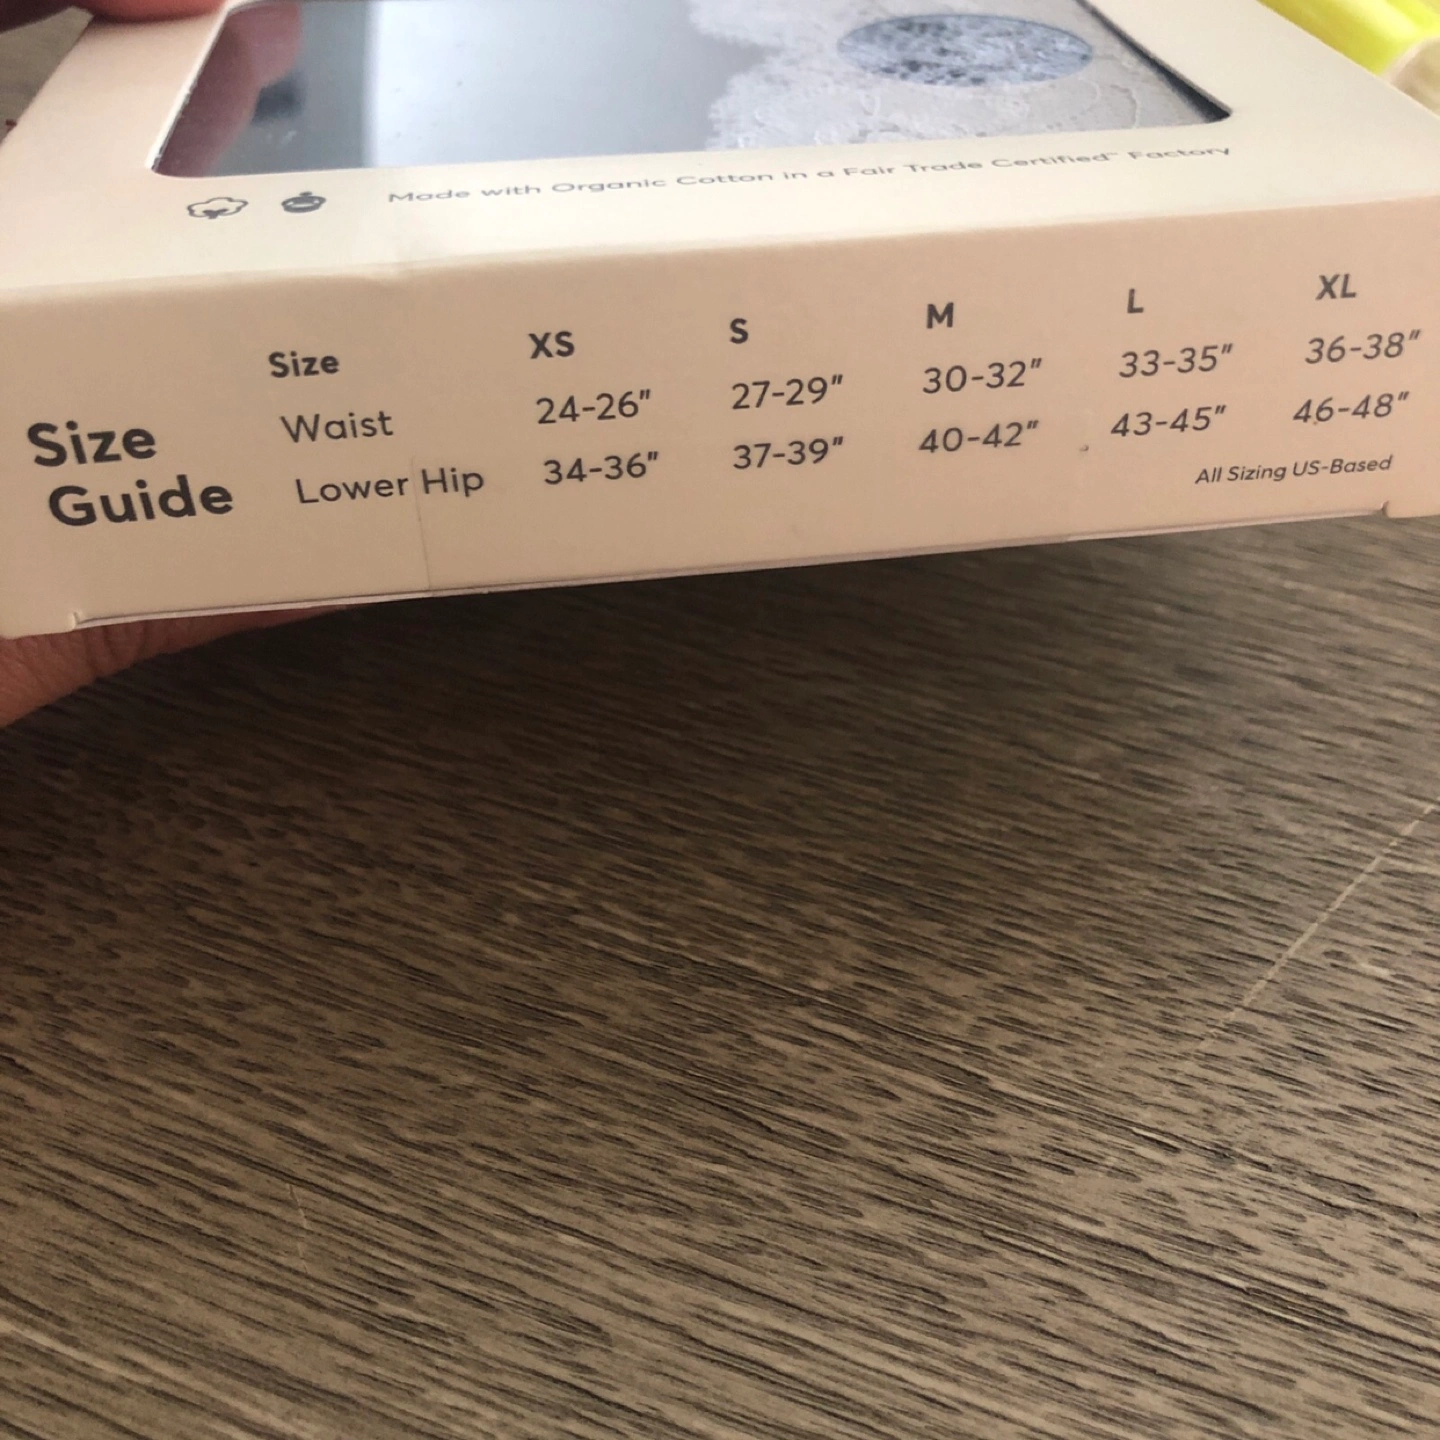 Made with Organic Cotton in a Fair Trade Certified™ Factory
Size Guide
Size XS S M L XL
Waist 24-26" 27-29" 30-32" 33-35" 36-38"
Lower Hip 34-36" 37-39" 40-42" 43-45" 46-48"
All Sizing US-Based